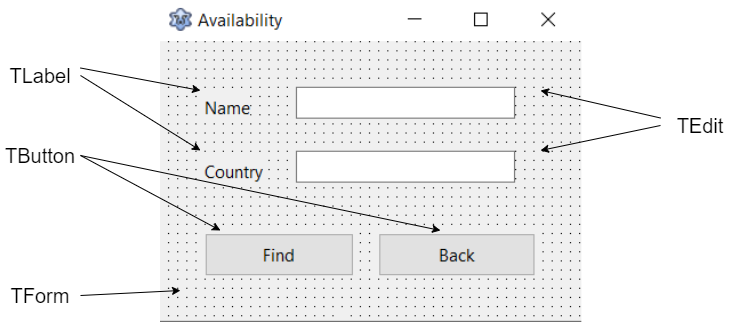 Availability
TLabel
Name
TEdit
TButton
Country
Find
Back
TForm